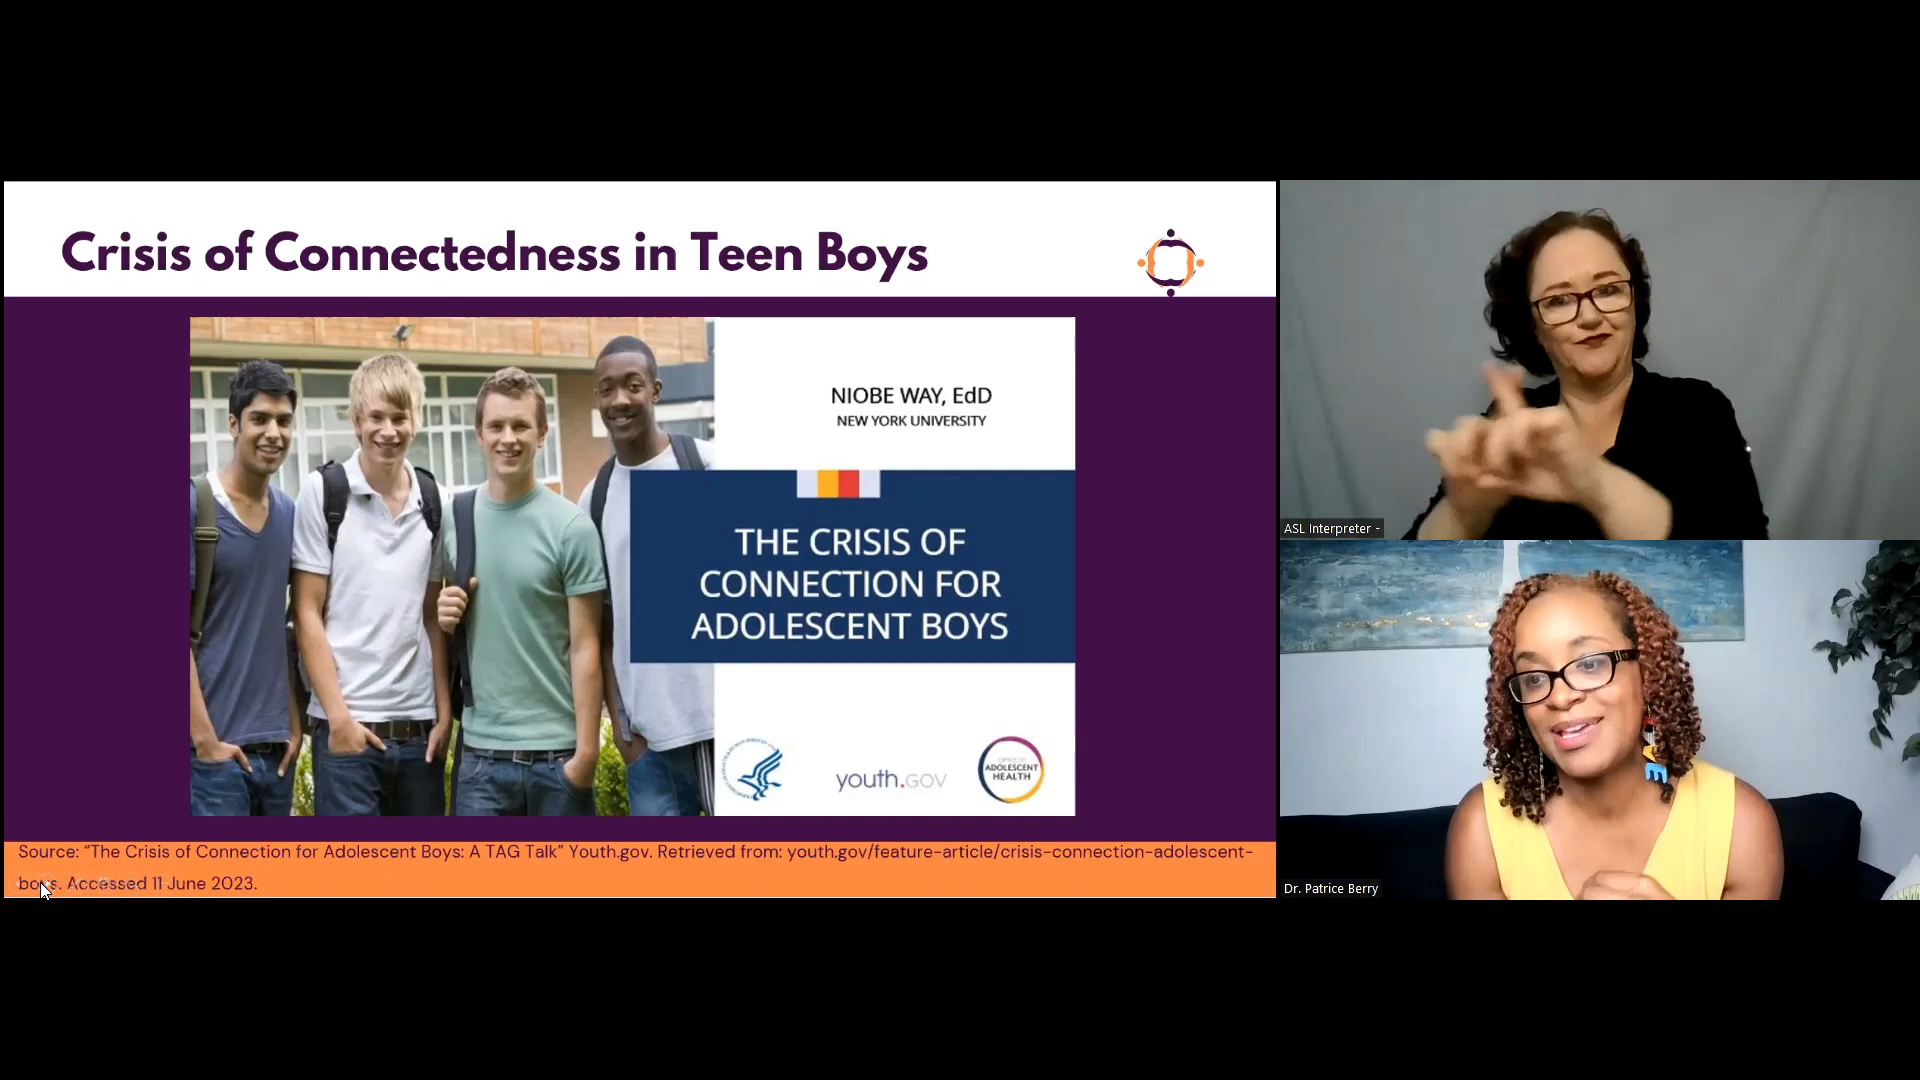 Crisis of Connectedness in Teen Boys
NIOBE WAY, EdD
NEW YORK UNIVERSITY
THE CRISIS OF
CONNECTION FOR
ADOLESCENT BOYS
youth.GOV
OFFICE OF
ADOLESCENT
HEALTH
Source: “The Crisis of Connection for Adolescent Boys: A TAG Talk” Youth.gov. Retrieved from: youth.gov/feature-article/crisis-connection-adolescent-
boys. Accessed 11 June 2023.
ASL Interpreter -
Dr. Patrice Berry